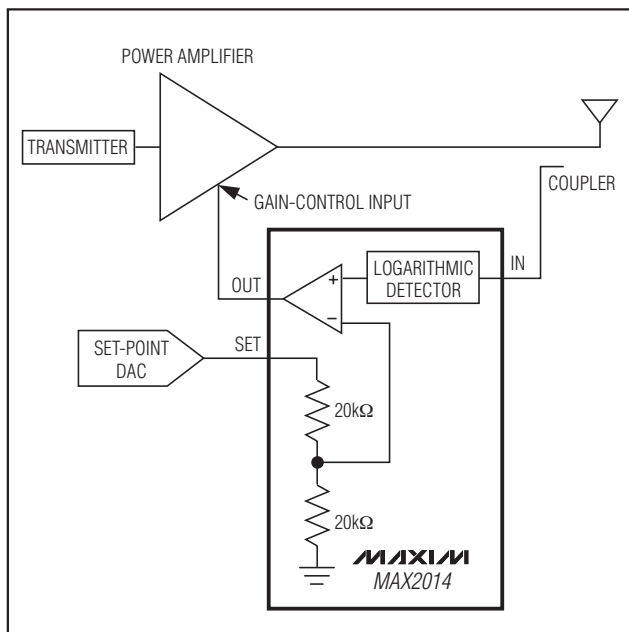 POWER AMPLIFIER
TRANSMITTER
GAIN-CONTROL INPUT
COUPLER
IN
LOGARITHMIC
DETECTOR
OUT
+
−
SET-POINT
DAC
SET
20kΩ
20kΩ
MAXIM
MAX2014